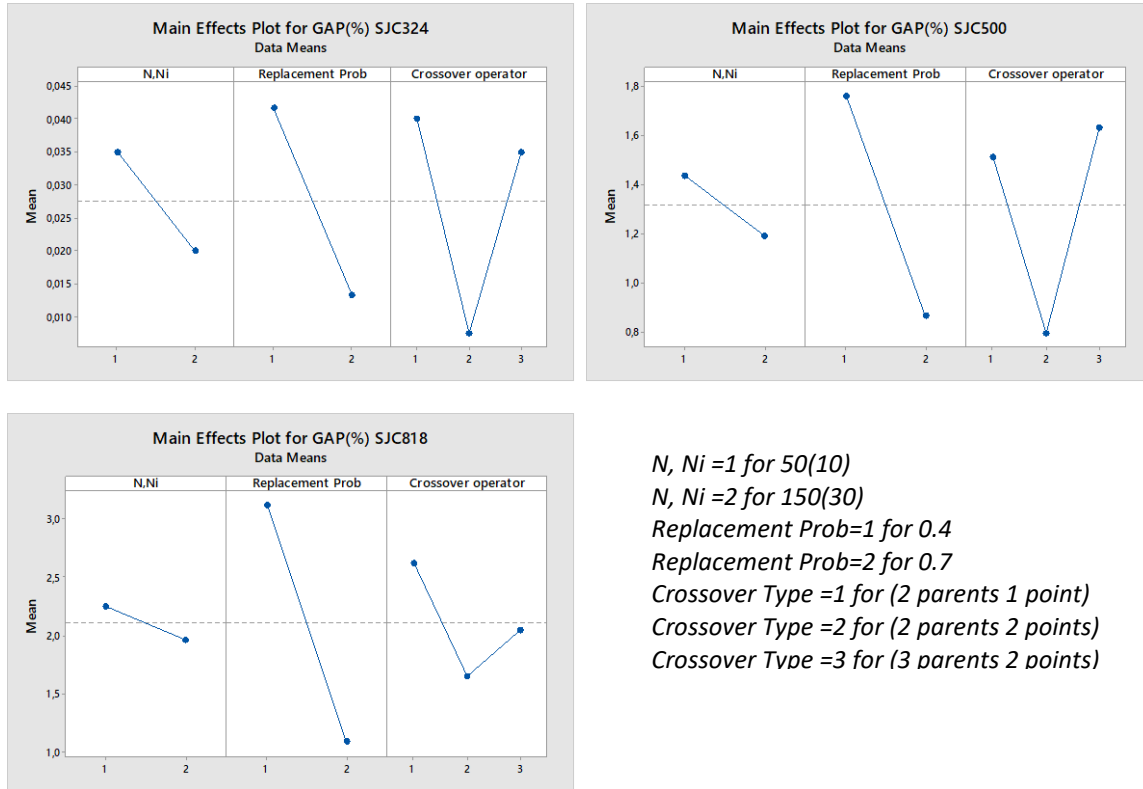 Main Effects Plot for GAP(%) SJC324
Data Means
N,Ni Replacement Prob Crossover operator
Mean
0,045
0,040
0,035
0,030
0,025
0,020
0,015
0,010
1 2 1 2 1 2 3
Main Effects Plot for GAP(%) SJC500
Data Means
N,Ni Replacement Prob Crossover operator
Mean
1,8
1,6
1,4
1,2
1,0
0,8
1 2 1 2 1 2 3
Main Effects Plot for GAP(%) SJC818
Data Means
N,Ni Replacement Prob Crossover operator
Mean
3,0
2,5
2,0
1,5
1,0
1 2 1 2 1 2 3
N, Ni =1 for 50(10)
N, Ni =2 for 150(30)
Replacement Prob=1 for 0.4
Replacement Prob=2 for 0.7
Crossover Type =1 for (2 parents 1 point)
Crossover Type =2 for (2 parents 2 points)
Crossover Type =3 for (3 parents 2 points)